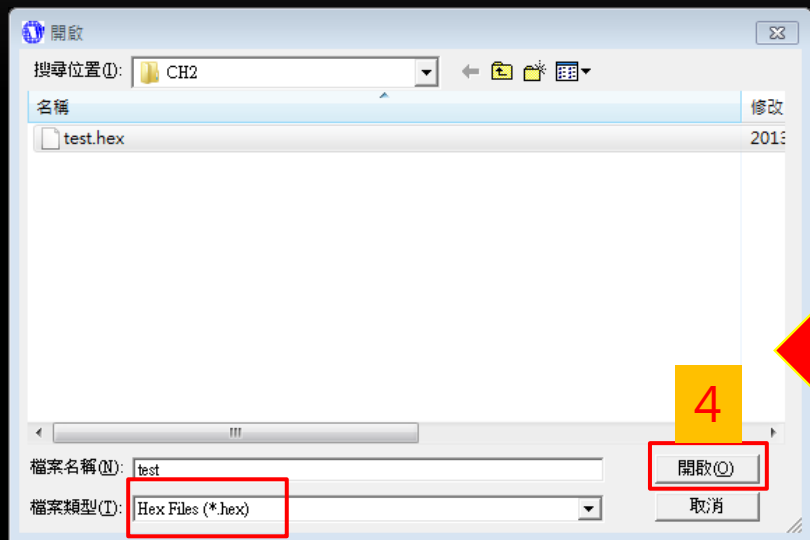 開啟
搜尋位置(I): CH2
名稱 修改
test.hex 2013
4
檔案名稱(N): test 開啟(O)
檔案類型(T): Hex Files (*.hex) 取消